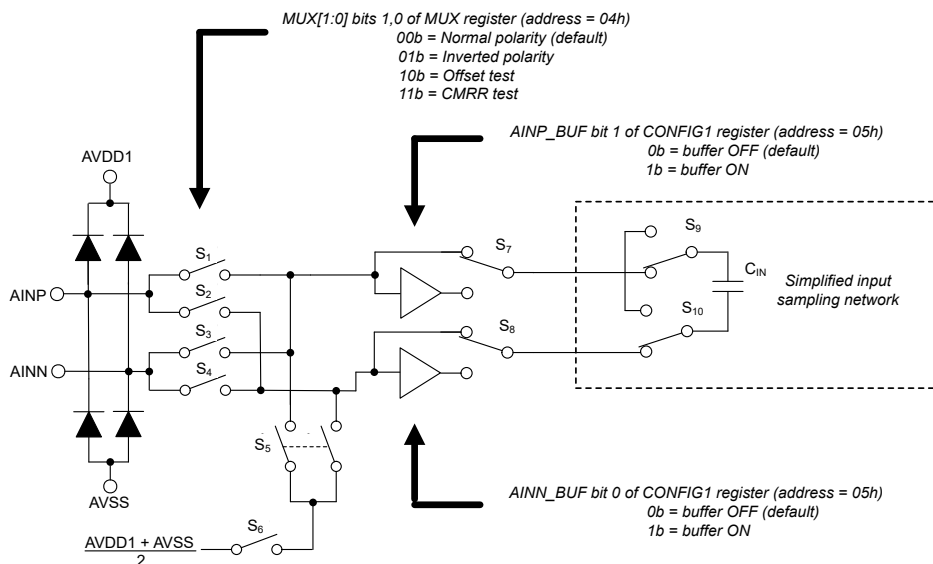 MUX[1:0] bits 1,0 of MUX register (address = 04h)
00b = Normal polarity (default)
01b = Inverted polarity
10b = Offset test
11b = CMRR test
AINP_BUF bit 1 of CONFIG1 register (address = 05h)
0b = buffer OFF (default)
1b = buffer ON
AVDD1
S1
S7
S9
CIN
Simplified input
sampling network
AINP
S2
S10
S3
S8
AINN
S4
S5
AVSS
AINN_BUF bit 0 of CONFIG1 register (address = 05h)
0b = buffer OFF (default)
1b = buffer ON
S6
AVDD1 + AVSS
2